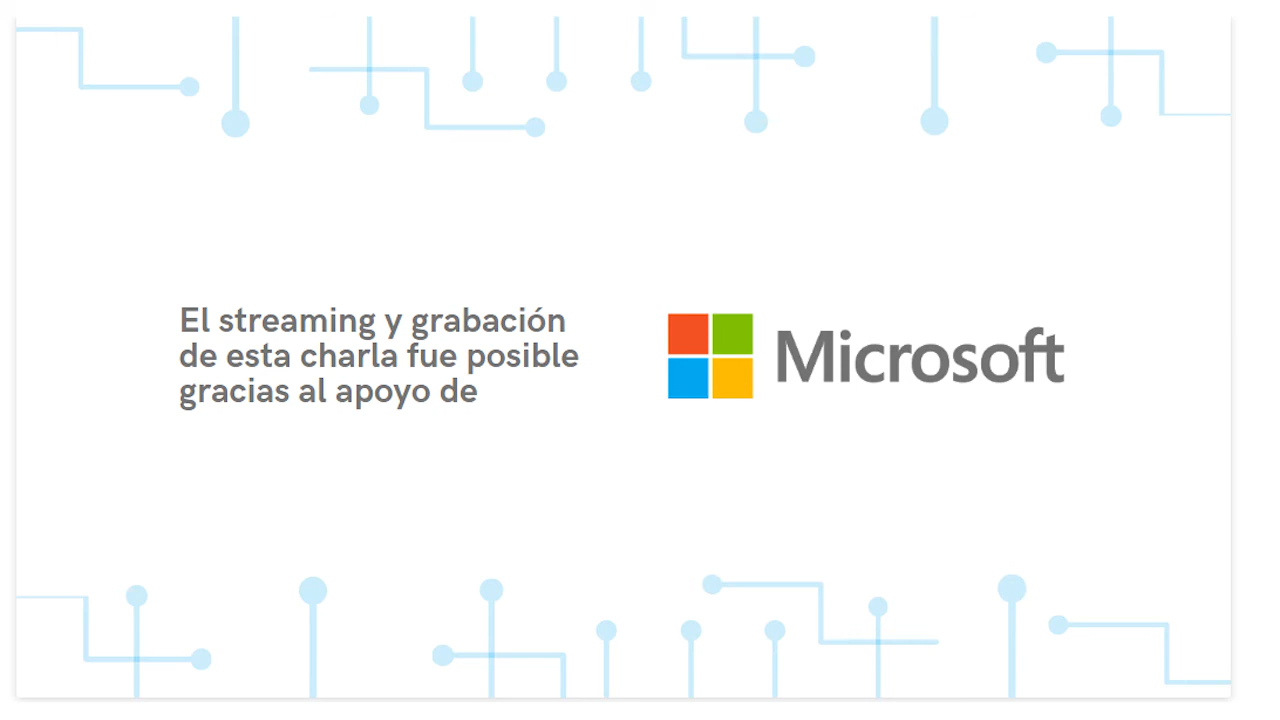 El streaming y grabación
de esta charla fue posible
gracias al apoyo de
Microsoft